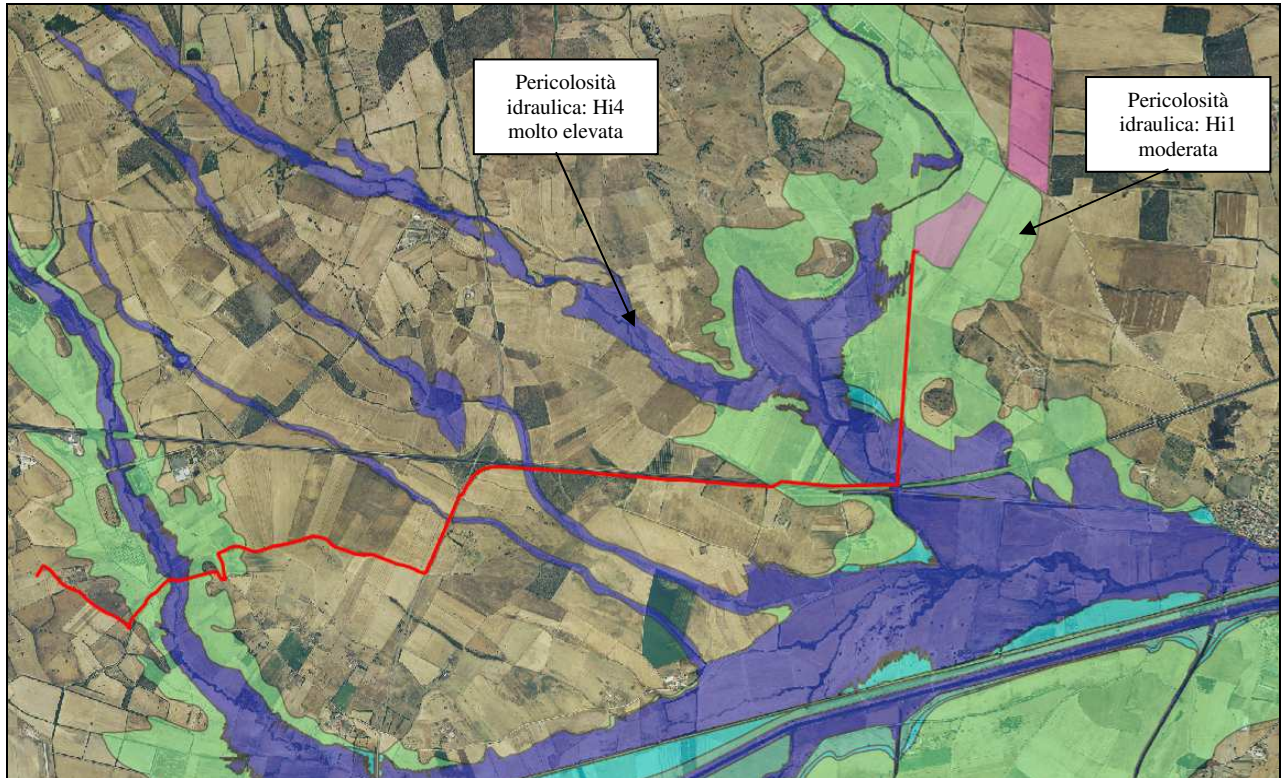 Pericolosità
idraulica: Hi4
molto elevata
Pericolosità
idraulica: Hi1
moderata